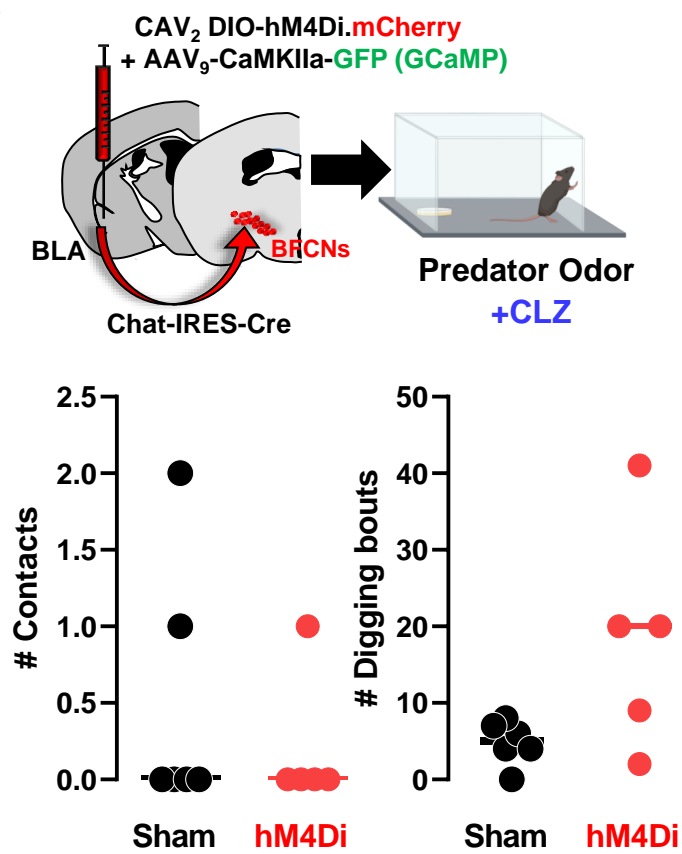 CAV2 DIO-hM4Di.mCherry
+ AAV9-CaMKIIa-GFP (GCaMP)
BLA
BFCNs
Chat-IRES-Cre
Predator Odor
+CLZ
# Contacts
2.5
2.0
1.5
1.0
0.5
0.0
Sham hM4Di
# Digging bouts
50
40
30
20
10
0
Sham hM4Di